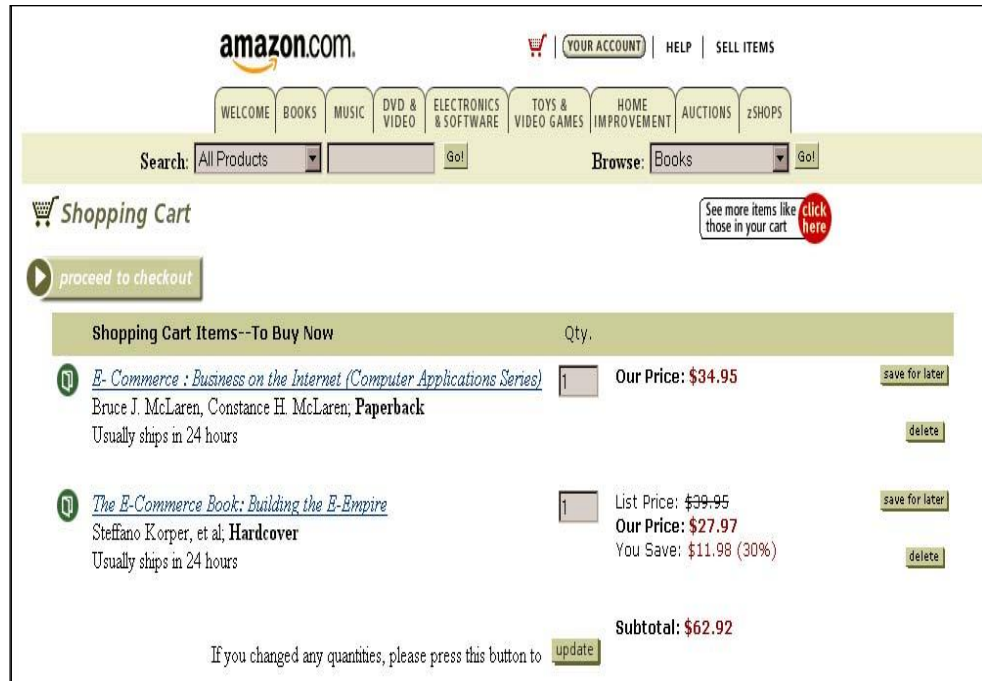 amazon.com.
YOUR ACCOUNT | HELP | SELL ITEMS
WELCOME BOOKS MUSIC DVD & VIDEO ELECTRONICS & SOFTWARE TOYS & VIDEO GAMES HOME IMPROVEMENT AUCTIONS zSHOPS
Search: All Products Go! Browse: Books Go!
Shopping Cart
See more items like those in your cart click here
proceed to checkout
Shopping Cart Items--To Buy Now Qty.
E- Commerce : Business on the Internet (Computer Applications Series) 1 Our Price: $34.95 save for later
Bruce J. McLaren, Constance H. McLaren; Paperback
Usually ships in 24 hours delete
The E-Commerce Book: Building the E-Empire 1 List Price: $39.95 save for later
Steffano Korper, et al; Hardcover Our Price: $27.97
Usually ships in 24 hours You Save: $11.98 (30%) delete
Subtotal: $62.92
If you changed any quantities, please press this button to update